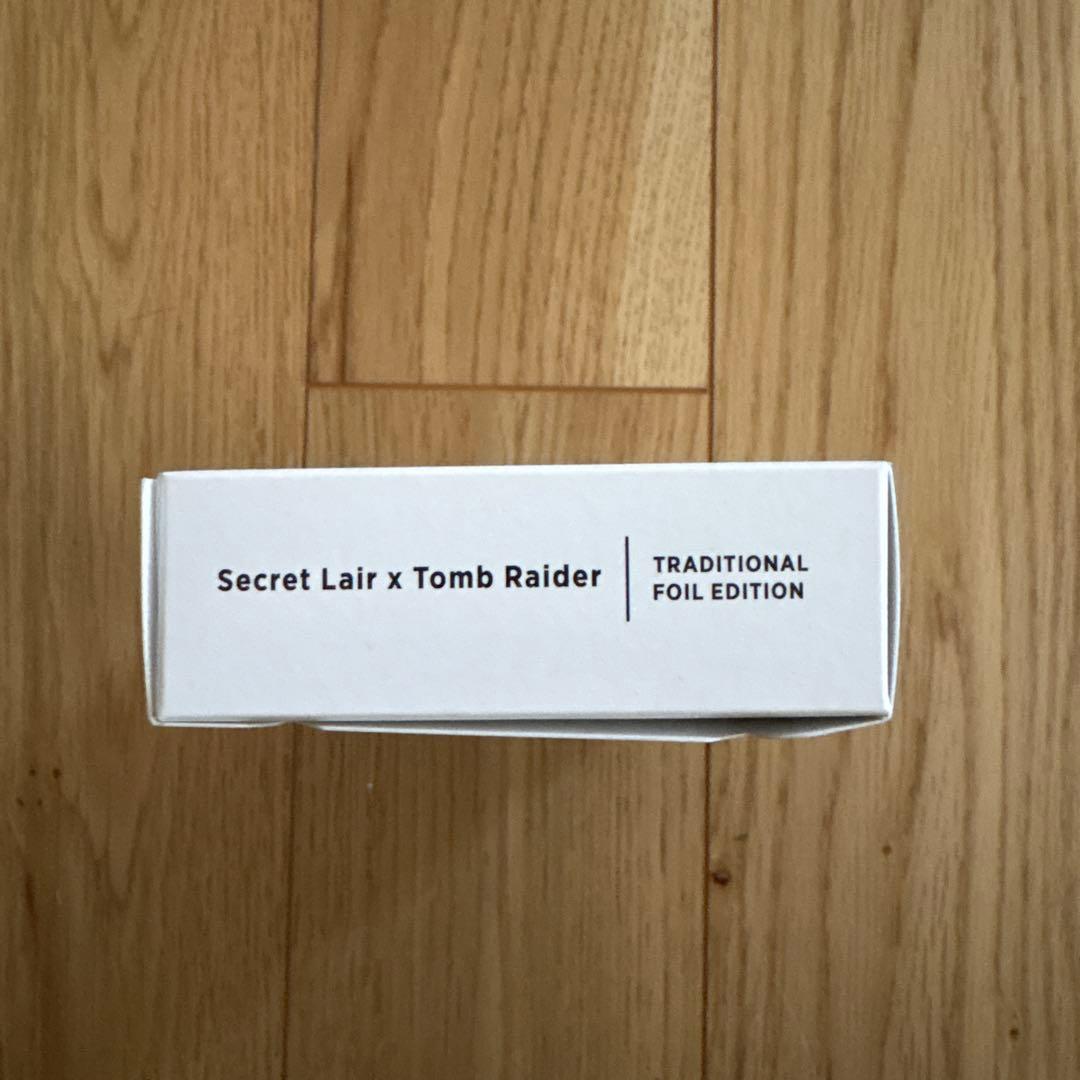 Secret Lair x Tomb Raider
TRADITIONAL
FOIL EDITION